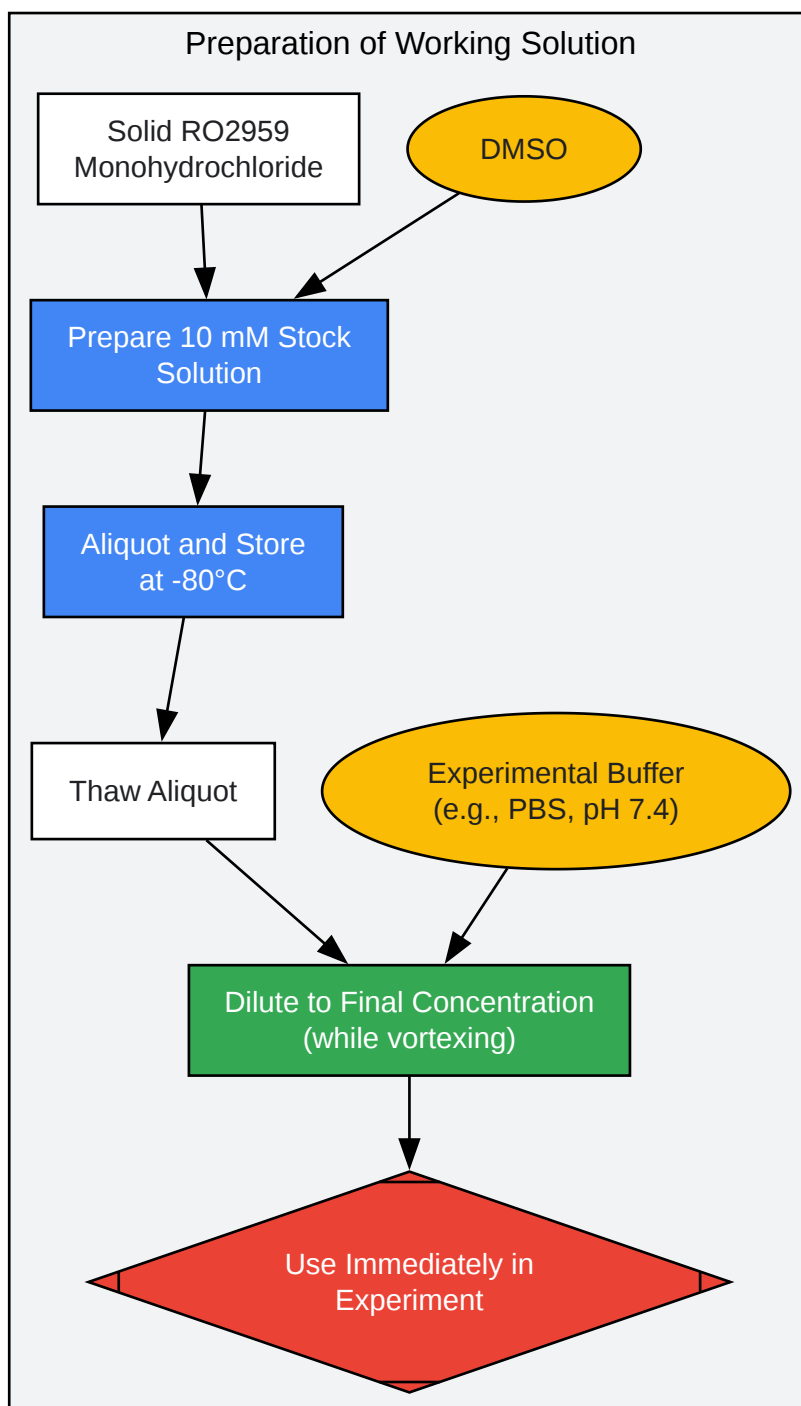 Preparation of Working Solution
Solid RO2959
Monohydrochloride
DMSO
Prepare 10 mM Stock
Solution
Aliquot and Store
at -80°C
Thaw Aliquot
Experimental Buffer
(e.g., PBS, pH 7.4)
Dilute to Final Concentration
(while vortexing)
Use Immediately in
Experiment